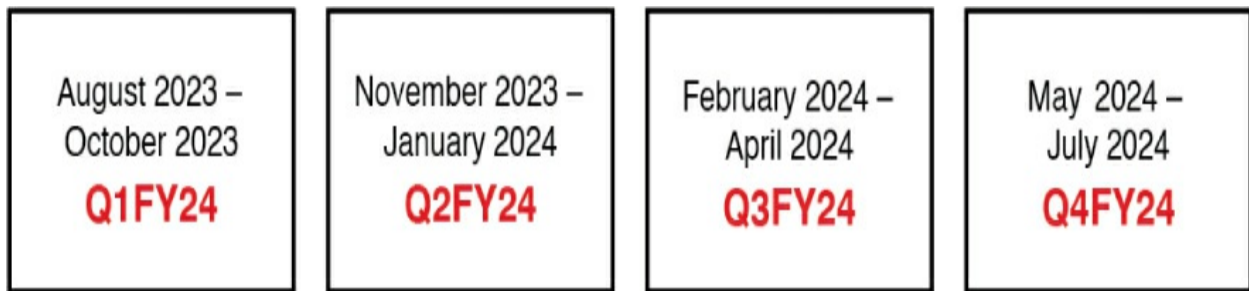 August 2023 –
October 2023
Q1FY24
November 2023 –
January 2024
Q2FY24
February 2024 –
April 2024
Q3FY24
May 2024 –
July 2024
Q4FY24